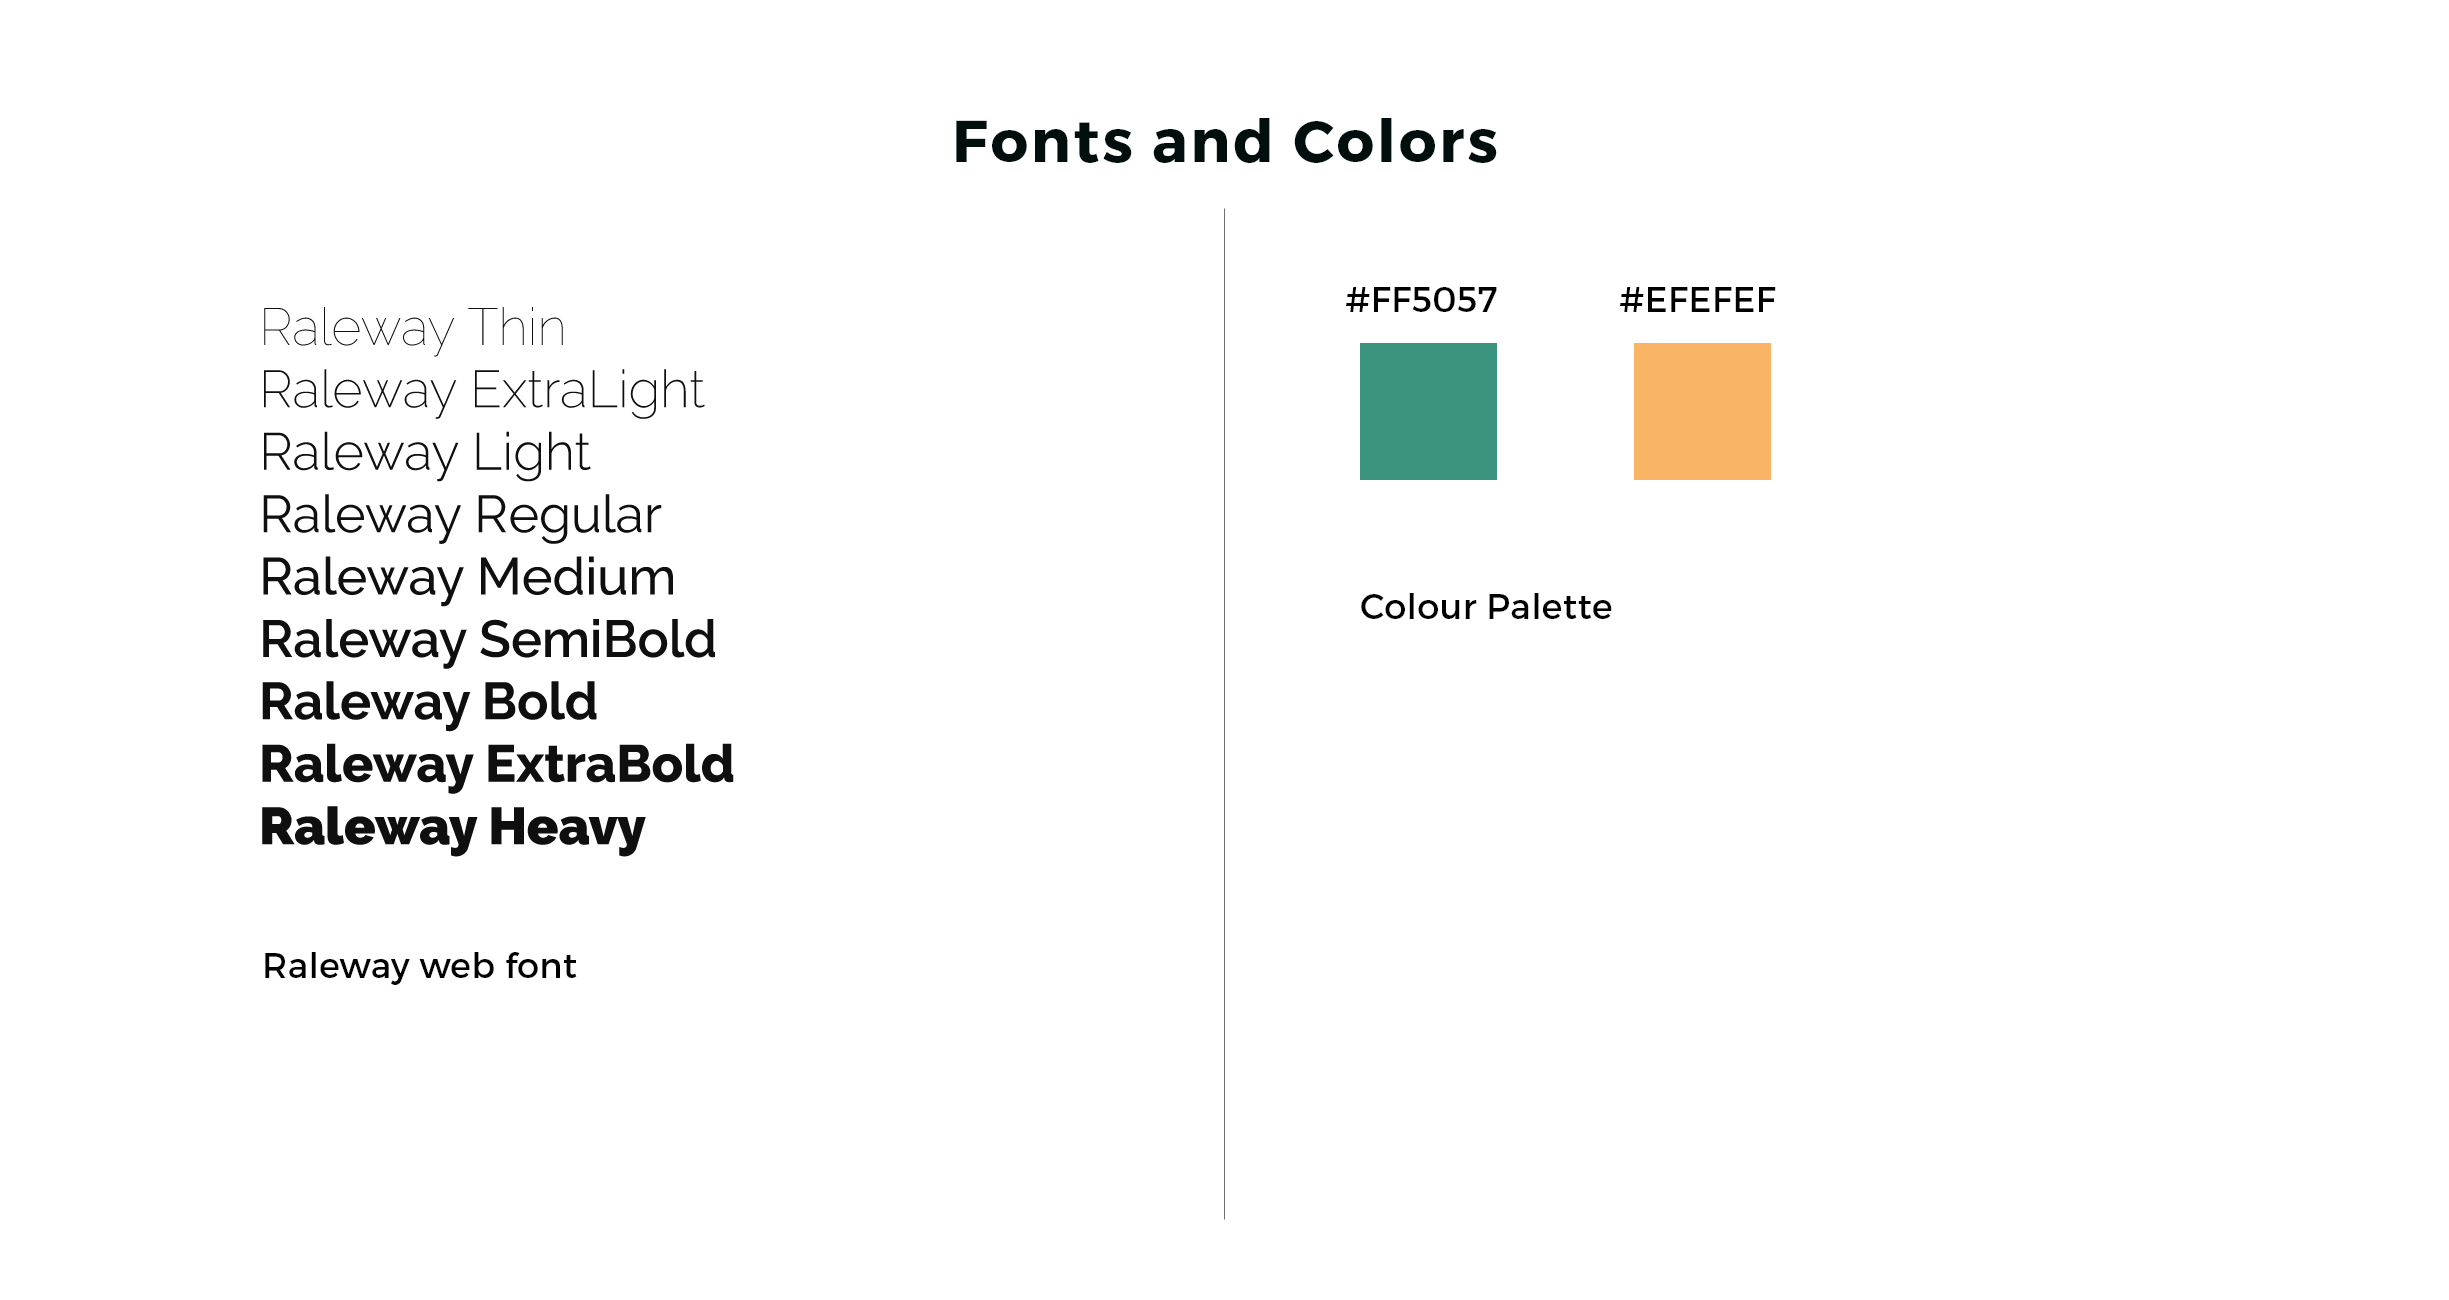 Fonts and Colors
Raleway Thin
Raleway ExtraLight
Raleway Light
Raleway Regular
Raleway Medium
Raleway SemiBold
Raleway Bold
Raleway ExtraBold
Raleway Heavy
Raleway web font
#FF5057
#EFEFEF
Colour Palette